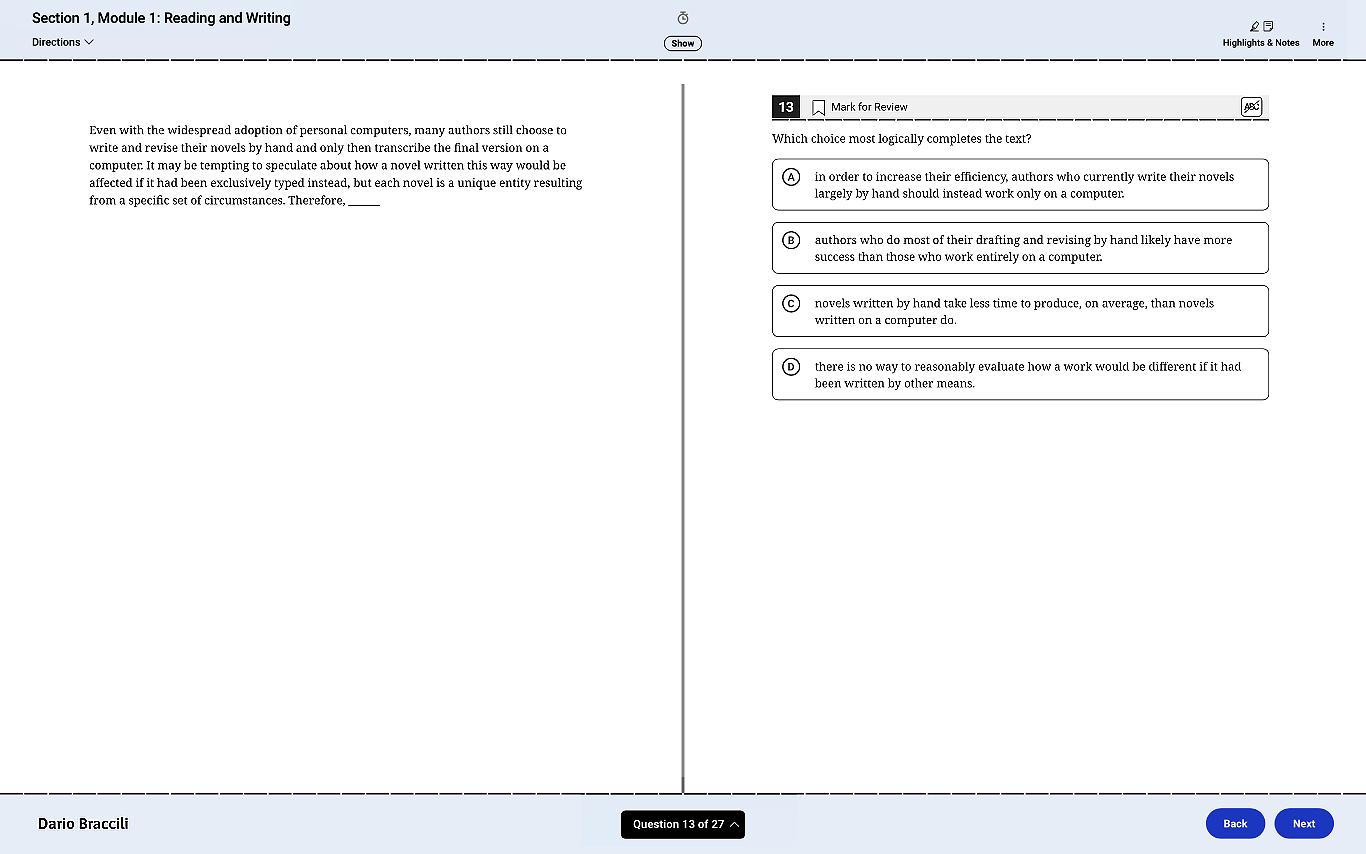 Section 1, Module 1: Reading and Writing
Directions
Show
Highlights & Notes
More
Even with the widespread adoption of personal computers, many authors still choose to
write and revise their novels by hand and only then transcribe the final version on a
computer. It may be tempting to speculate about how a novel written this way would be
affected if it had been exclusively typed instead, but each novel is a unique entity resulting
from a specific set of circumstances. Therefore, ______
13
Mark for Review
ABC
Which choice most logically completes the text?
A
in order to increase their efficiency, authors who currently write their novels
largely by hand should instead work only on a computer.
B
authors who do most of their drafting and revising by hand likely have more
success than those who work entirely on a computer.
C
novels written by hand take less time to produce, on average, than novels
written on a computer do.
D
there is no way to reasonably evaluate how a work would be different if it had
been written by other means.
Dario Braccili
Question 13 of 27
Back
Next